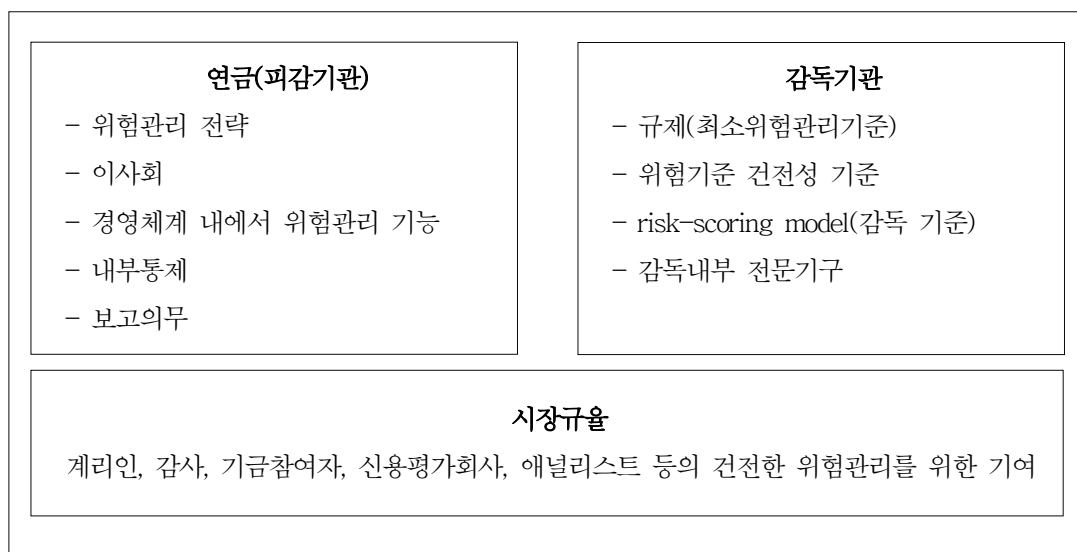 연금(피감기관)
- 위험관리 전략
- 이사회
- 경영체계 내에서 위험관리 기능
- 내부통제
- 보고의무
감독기관
- 규제(최소위험관리기준)
- 위험기준 건전성 기준
- risk-scoring model(감독 기준)
- 감독내부 전문기구
시장규율
계리인, 감사, 기금참여자, 신용평가회사, 애널리스트 등의 건전한 위험관리를 위한 기여